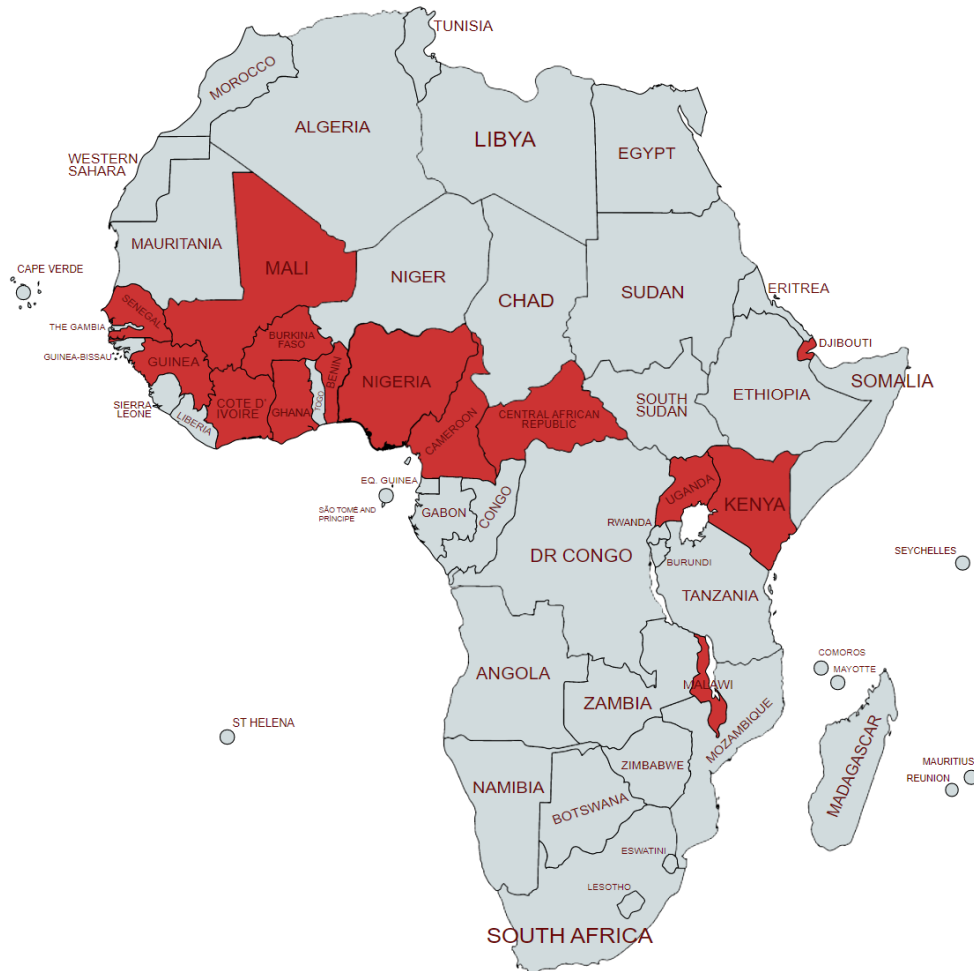 TUNISIA
MOROCCO
ALGERIA
LIBYA
EGYPT
WESTERN
SAHARA
MAURITANIA
MALI
NIGER
CHAD
SUDAN
ERITREA
CAPE VERDE
SENEGAL
THE GAMBIA
GUINEA-BISSAU
GUINEA
BURKINA
FASO
BENIN
NIGERIA
DJIBOUTI
SOMALIA
ETHIOPIA
SOUTH
SUDAN
SIERRA
LEONE
LIBERIA
COTE D'
IVOIRE
GHANA
TOGO
CAMEROON
CENTRAL AFRICAN
REPUBLIC
EQ. GUINEA
SÃO TOMÉ AND
PRÍNCIPE
GABON
CONGO
DR CONGO
UGANDA
KENYA
RWANDA
BURUNDI
TANZANIA
SEYCHELLES
COMOROS
MAYOTTE
ANGOLA
ZAMBIA
MALAWI
MOZAMBIQUE
ST HELENA
MADAGASCAR
MAURITIUS
REUNION
NAMIBIA
ZIMBABWE
BOTSWANA
ESWATINI
LESOTHO
SOUTH AFRICA